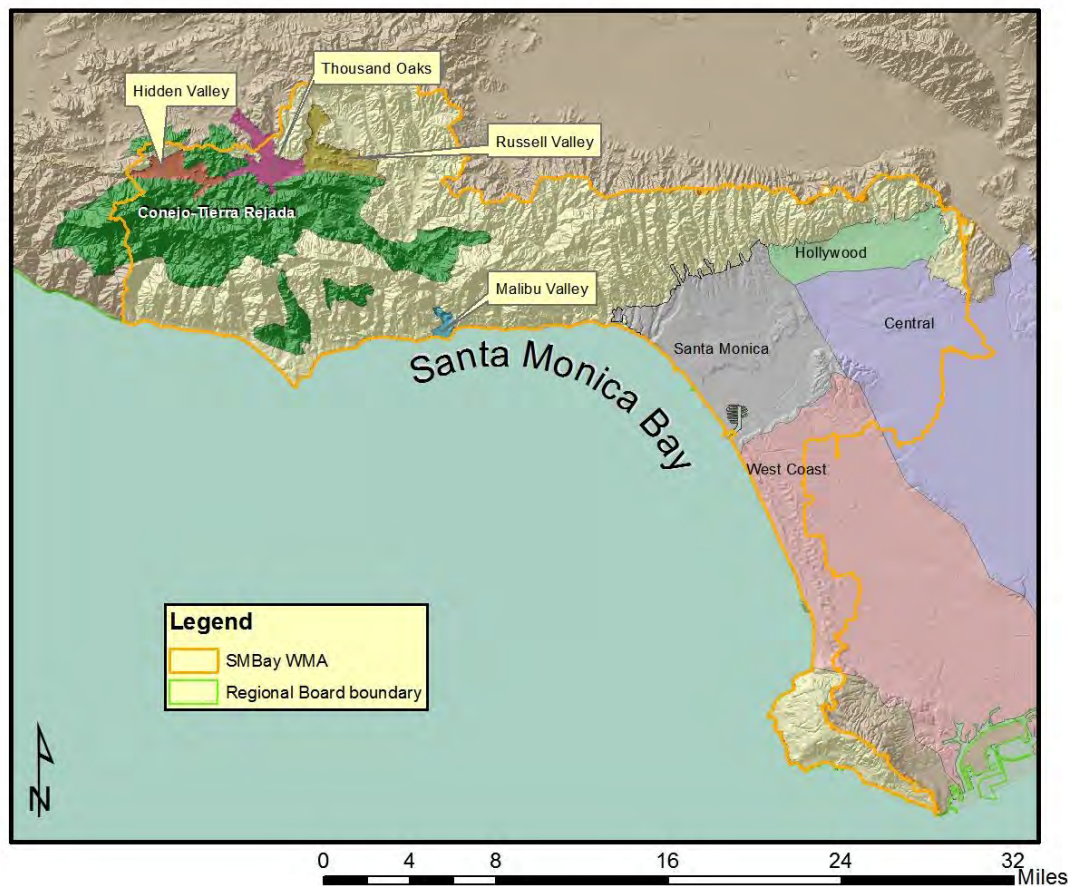 Thousand Oaks
Hidden Valley
Russell Valley
Conejo-Tierra Rejada
Hollywood
Malibu Valley
Central
Santa Monica
Santa Monica Bay
West Coast
Legend
SMBay WMA
Regional Board boundary
N
0 4 8 16 24 32
Miles